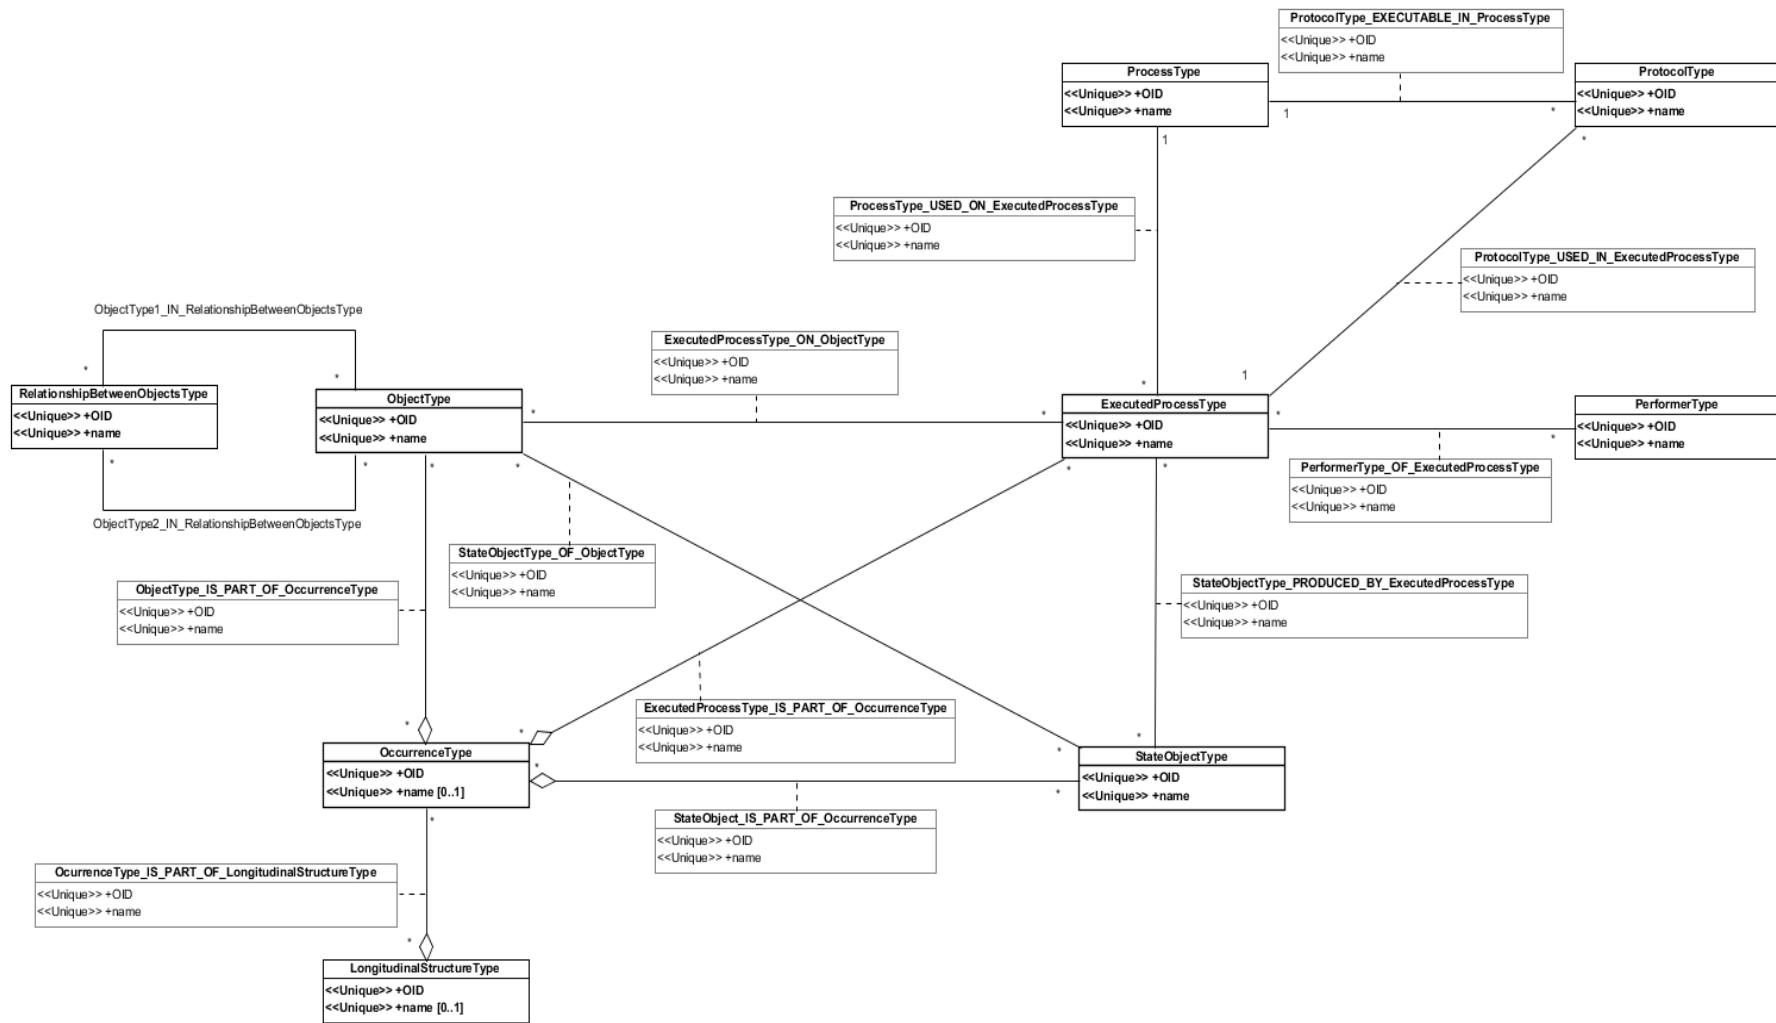 ProtocolType_EXECUTABLE_IN_ProcessType
<<Unique>> +OID
<<Unique>> +name
ProcessType
<<Unique>> +OID
<<Unique>> +name
1
*
ProtocolType
<<Unique>> +OID
<<Unique>> +name
1
*
ProcessType_USED_ON_ExecutedProcessType
<<Unique>> +OID
<<Unique>> +name
ProtocolType_USED_IN_ExecutedProcessType
<<Unique>> +OID
<<Unique>> +name
ObjectType1_IN_RelationshipBetweenObjectsType
*
*
ExecutedProcessType_ON_ObjectType
<<Unique>> +OID
<<Unique>> +name
*
1
RelationshipBetweenObjectsType
<<Unique>> +OID
<<Unique>> +name
ObjectType
<<Unique>> +OID
<<Unique>> +name
*
*
ExecutedProcessType
<<Unique>> +OID
<<Unique>> +name
*
*
PerformerType
<<Unique>> +OID
<<Unique>> +name
*
*
*
*
*
*
PerformerType_OF_ExecutedProcessType
<<Unique>> +OID
<<Unique>> +name
ObjectType2_IN_RelationshipBetweenObjectsType
StateObjectType_OF_ObjectType
<<Unique>> +OID
<<Unique>> +name
ObjectType_IS_PART_OF_OccurrenceType
<<Unique>> +OID
<<Unique>> +name
StateObjectType_PRODUCED_BY_ExecutedProcessType
<<Unique>> +OID
<<Unique>> +name
ExecutedProcessType_IS_PART_OF_OccurrenceType
<<Unique>> +OID
<<Unique>> +name
*
*
*
*
OccurrenceType
<<Unique>> +OID
<<Unique>> +name [0..1]
*
*
StateObjectType
<<Unique>> +OID
<<Unique>> +name
StateObject_IS_PART_OF_OccurrenceType
<<Unique>> +OID
<<Unique>> +name
*
OcurrenceType_IS_PART_OF_LongitudinalStructureType
<<Unique>> +OID
<<Unique>> +name
*
LongitudinalStructureType
<<Unique>> +OID
<<Unique>> +name [0..1]